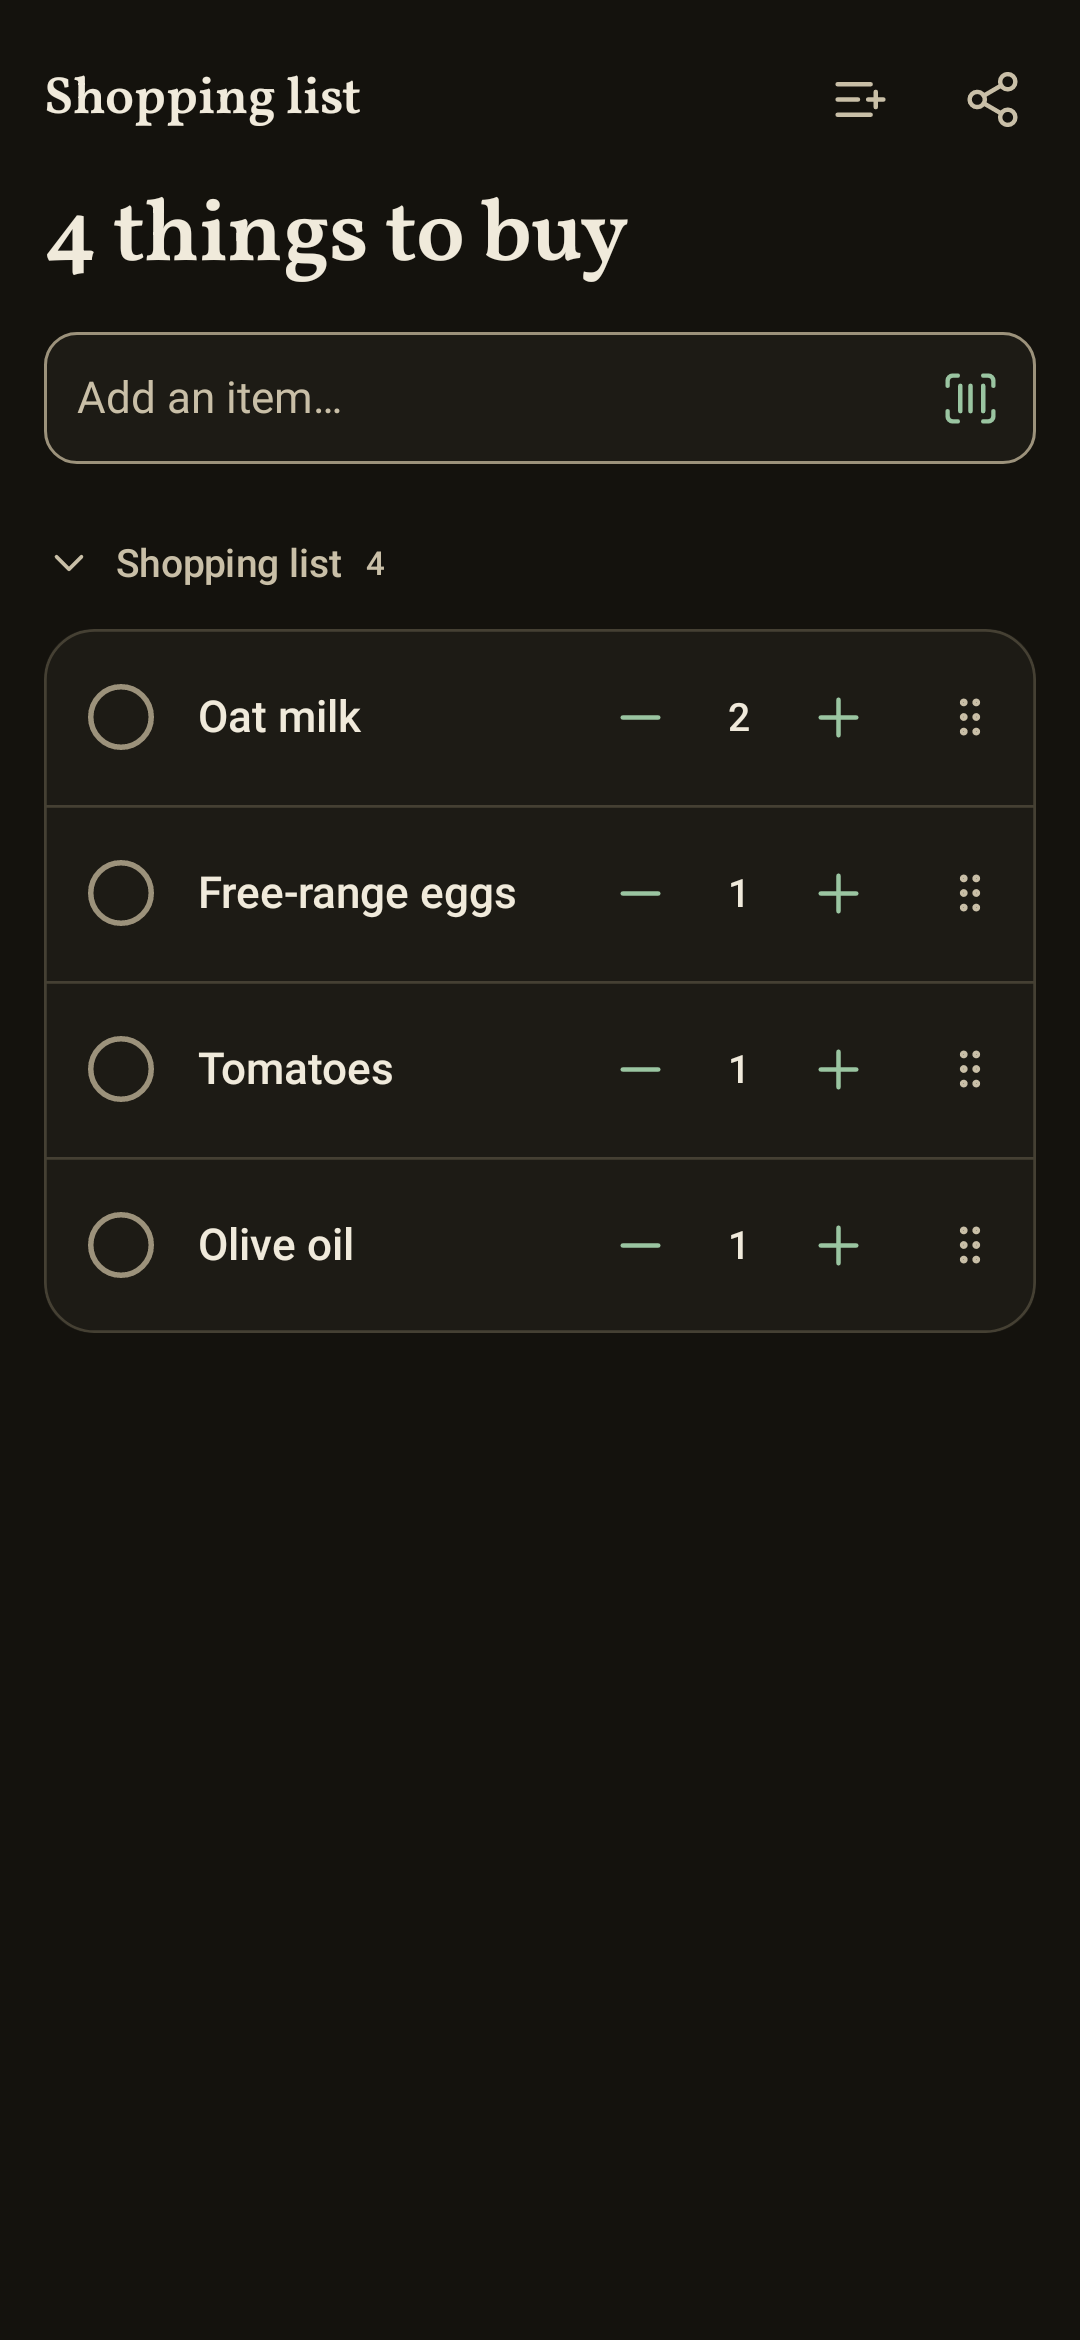 Shopping list
4 things to buy
Add an item…
Shopping list 4
Oat milk 2
Free-range eggs 1
Tomatoes 1
Olive oil 1